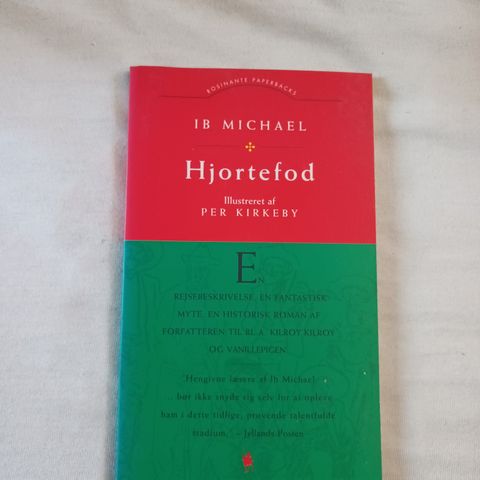 ROSINANTE PAPERBACKS
IB MICHAEL
Hjortefod
Illustreret af
PER KIRKEBY
EN
REJSEBESKRIVELSE, EN FANTASTISK
MYTE, EN HISTORISK ROMAN AF
FORFATTEREN TIL BL.A. KILROY KILROY
OG VANILLEPIGEN
"Hengivne læsere af Ib Michael
... bør ikke snyde sig selv for at opleve
ham i dette tidlige, prøvende talentfulde
stadium." – Jyllands-Posten